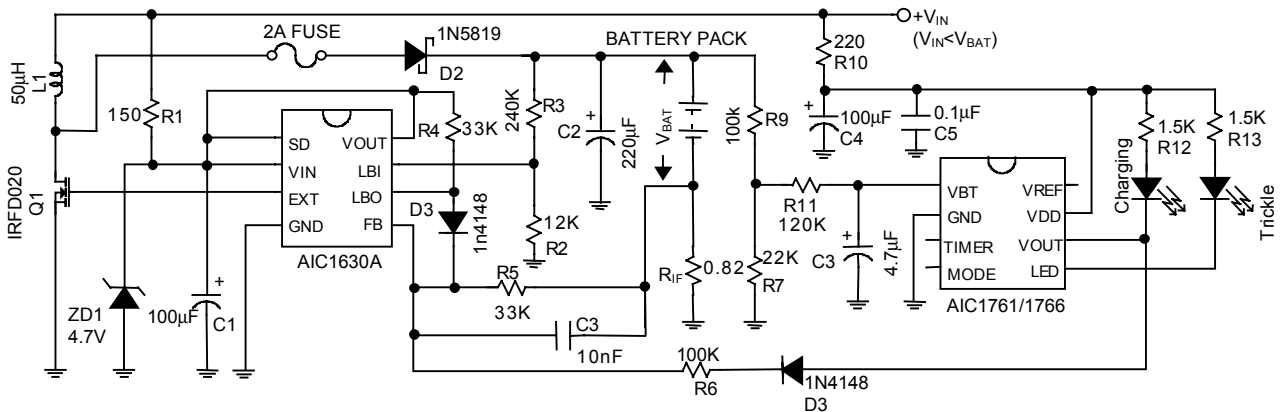 +VIN
(VIN<VBAT)
2A FUSE
1N5819
D2
BATTERY PACK
220
R10
50µH
L1
150
R1
R4
33K
240K
R3
C2
220µF
VBAT
100k
R9
100µF
C4
0.1µF
C5
1.5K
R12
1.5K
R13
SD
VIN
EXT
GND
VOUT
LBI
LBO
FB
AIC1630A
IRFD020
Q1
D3
1n4148
12K
R2
R11
120K
C3
4.7µF
VBT
GND
TIMER
MODE
VREF
VDD
VOUT
LED
AIC1761/1766
Charging
Trickle
ZD1
4.7V
100µF
C1
R5
33K
RIF
0.82
22K
R7
C3
10nF
100K
R6
1N4148
D3